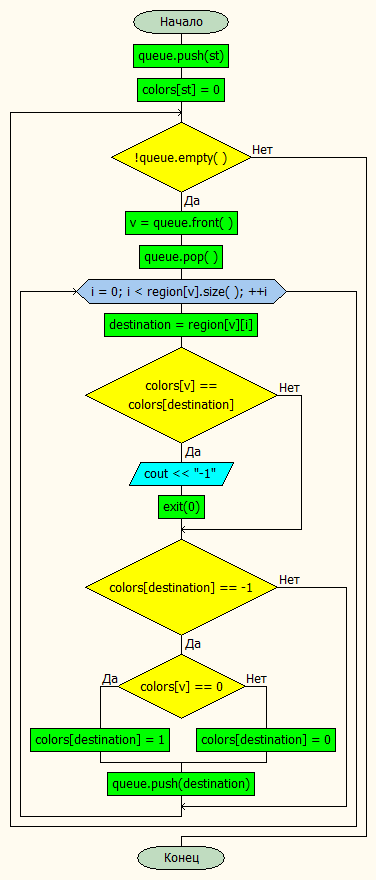 Начало
queue.push(st)
colors[st] = 0
!queue.empty( )
Нет
Да
v = queue.front( )
queue.pop( )
i = 0; i < region[v].size( ); ++i
destination = region[v][i]
colors[v] ==
colors[destination]
Нет
Да
cout << "-1"
exit(0)
colors[destination] == -1
Нет
Да
colors[v] == 0
Да
Нет
colors[destination] = 1
colors[destination] = 0
queue.push(destination)
Конец